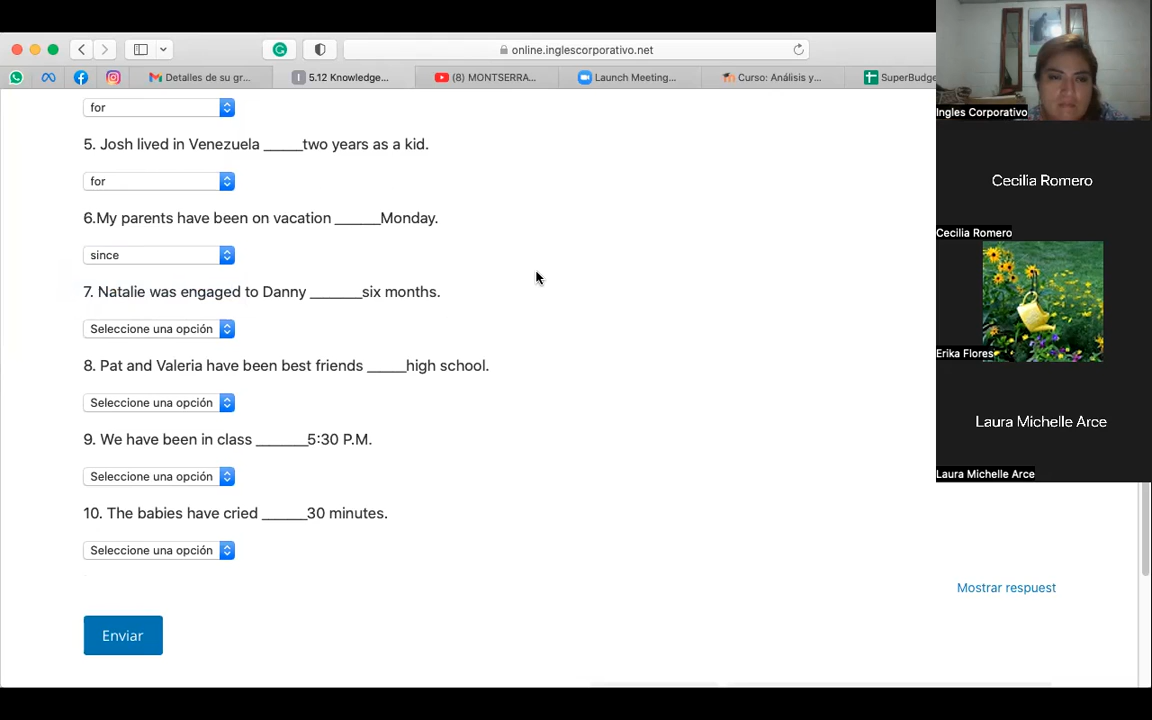 online.inglescorporativo.net
Detalles de su gr...
5.12 Knowledge...
(8) MONTSERRA...
Launch Meeting...
Curso: Análisis y...
SuperBudge
for
5. Josh lived in Venezuela _____two years as a kid.
for
6.My parents have been on vacation ______Monday.
since
7. Natalie was engaged to Danny _______six months.
Seleccione una opción
8. Pat and Valeria have been best friends _____high school.
Seleccione una opción
9. We have been in class _______5:30 P.M.
Seleccione una opción
10. The babies have cried ______30 minutes.
Seleccione una opción
Mostrar respuest
Enviar
Ingles Corporativo
Cecilia Romero
Cecilia Romero
Erika Flores
Laura Michelle Arce
Laura Michelle Arce